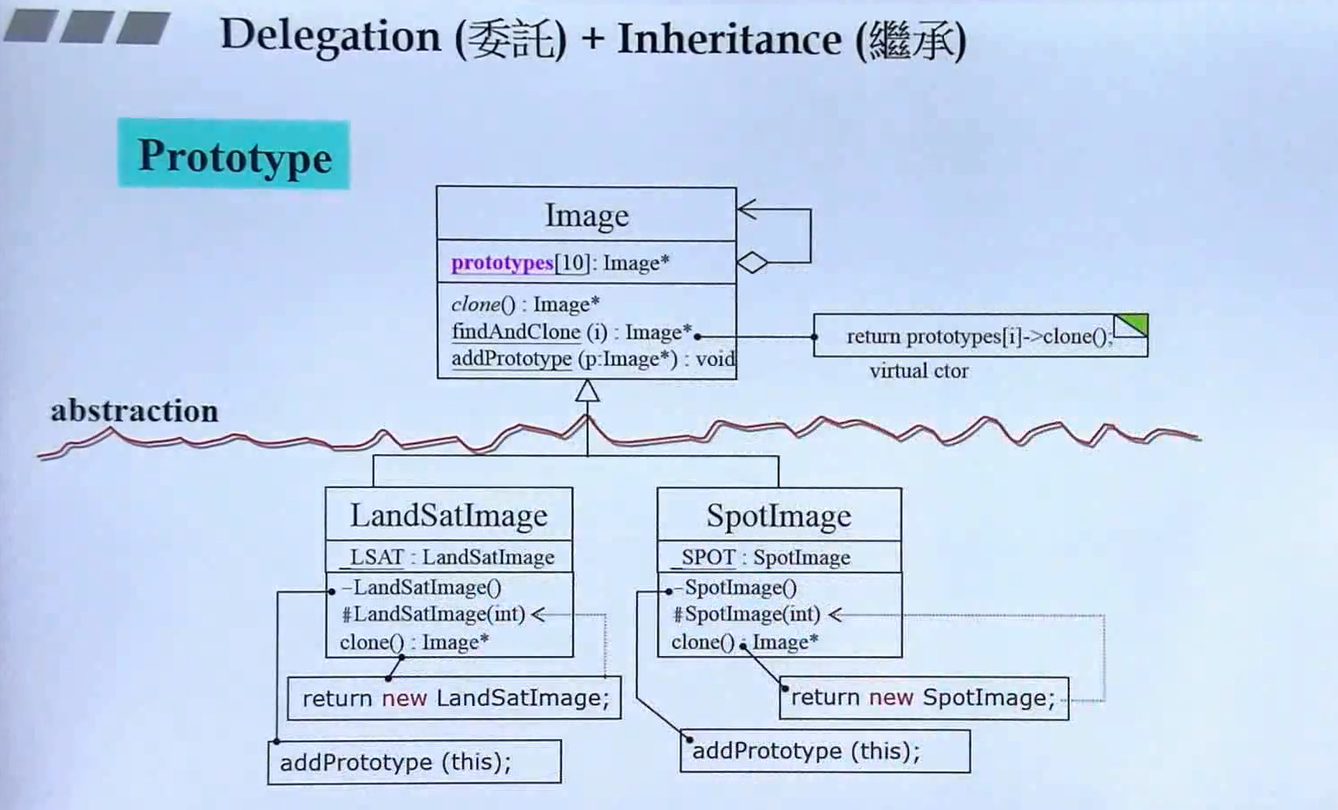 Delegation (委託) + Inheritance (繼承)
Prototype
Image
prototypes[10]: Image*
clone() : Image*
findAndClone (i) : Image*
addPrototype (p:Image*) : void
return prototypes[i]->clone();
virtual ctor
abstraction
LandSatImage
_LSAT : LandSatImage
-LandSatImage()
#LandSatImage(int)
clone() : Image*
return new LandSatImage;
addPrototype (this);
SpotImage
_SPOT : SpotImage
-SpotImage()
#SpotImage(int)
clone() : Image*
return new SpotImage;
addPrototype (this);